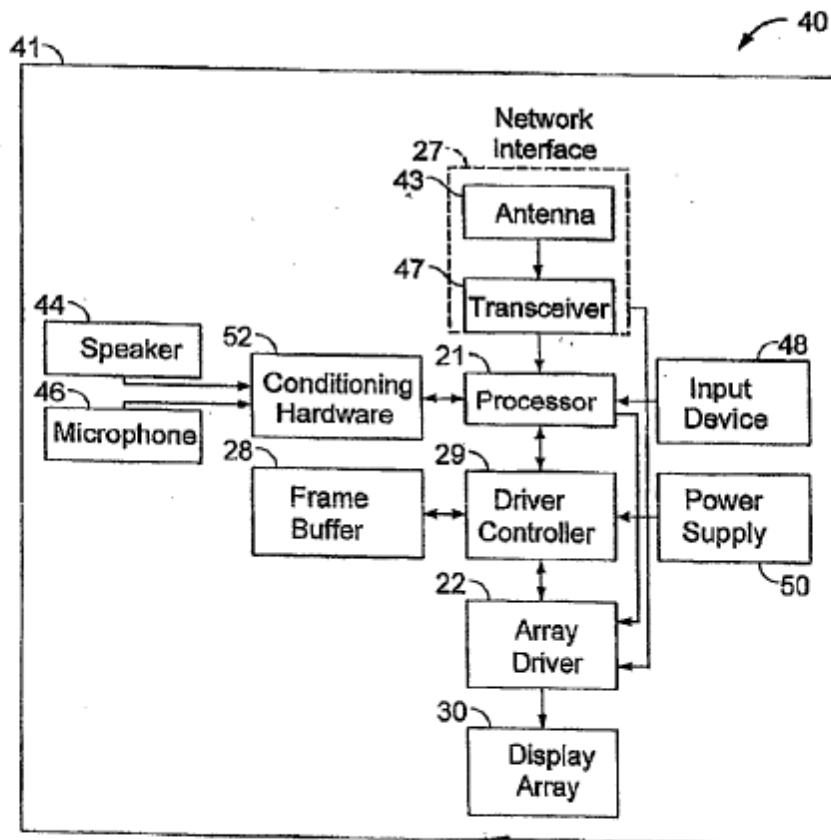 40
41
Network
Interface
27
43
Antenna
47
Transceiver
44
Speaker
52
Conditioning
Hardware
21
Processor
48
Input
Device
46
Microphone
28
Frame
Buffer
29
Driver
Controller
Power
Supply
50
22
Array
Driver
30
Display
Array